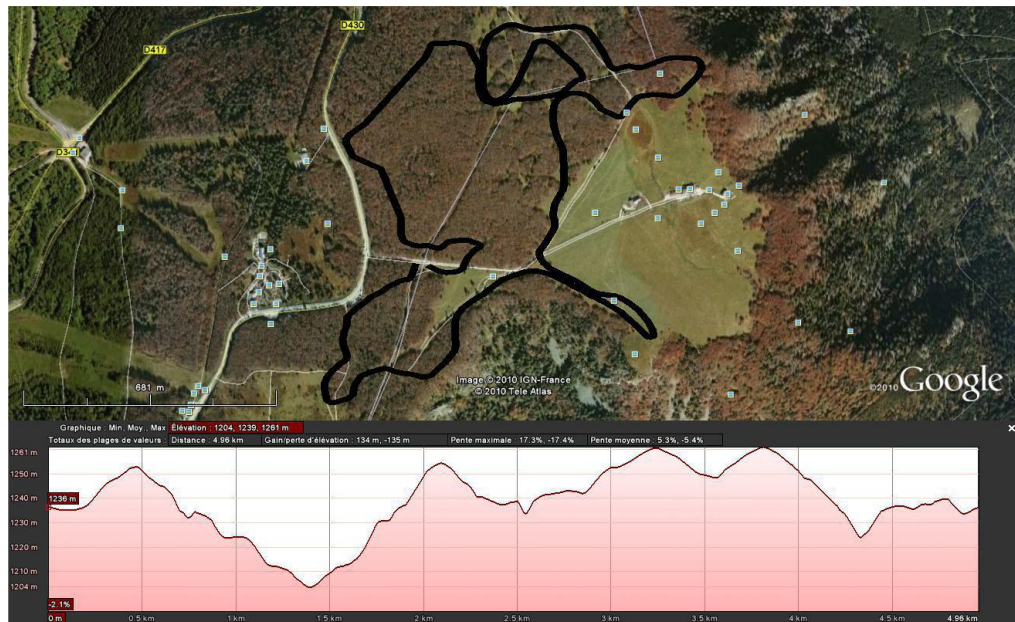 D430
D417
D34
681 m
Image © 2010 IGN-France
© 2010 Tele Atlas
©2010 Google
Graphique : Min, Moy., Max Élévation : 1204, 1239, 1261 m
Totaux des plages de valeurs : Distance : 4.96 km Gain/perte d'élévation : 134 m, -135 m Pente maximale : 17.3%, -17.4% Pente moyenne : 5.3%, -5.4%
1261 m
1250 m
1240 m
1236 m
1230 m
1220 m
1210 m
1204 m
-2.1%
0 m 0.5 km 1 km 1.5 km 2 km 2.5 km 3 km 3.5 km 4 km 4.5 km 4.96 km